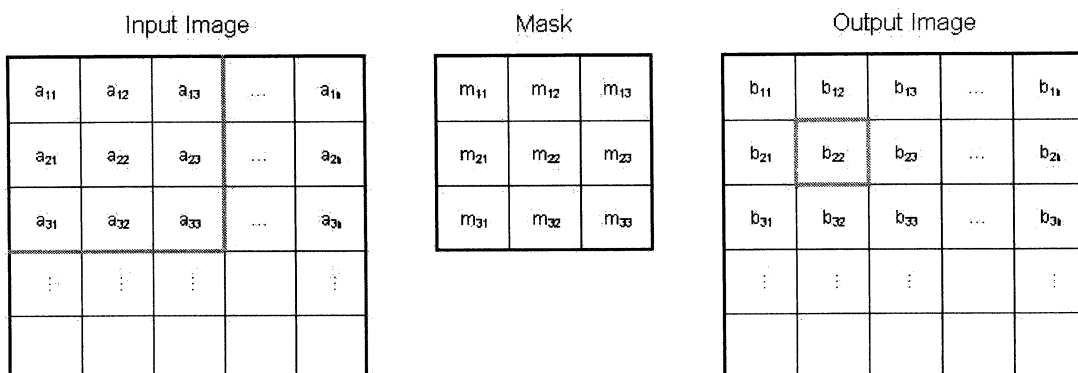 Input Image Mask Output Image
a₁₁ a₁₂ a₁₃ ... a₁ₙ m₁₁ m₁₂ m₁₃ b₁₁ b₁₂ b₁₃ ... b₁ₙ
a₂₁ a₂₂ a₂₃ ... a₂ₙ m₂₁ m₂₂ m₂₃ b₂₁ b₂₂ b₂₃ ... b₂ₙ
a₃₁ a₃₂ a₃₃ ... a₃ₙ m₃₁ m₃₂ m₃₃ b₃₁ b₃₂ b₃₃ ... b₃ₙ
⋮ ⋮ ⋮ ⋮ ⋮ ⋮ ⋮ ⋮